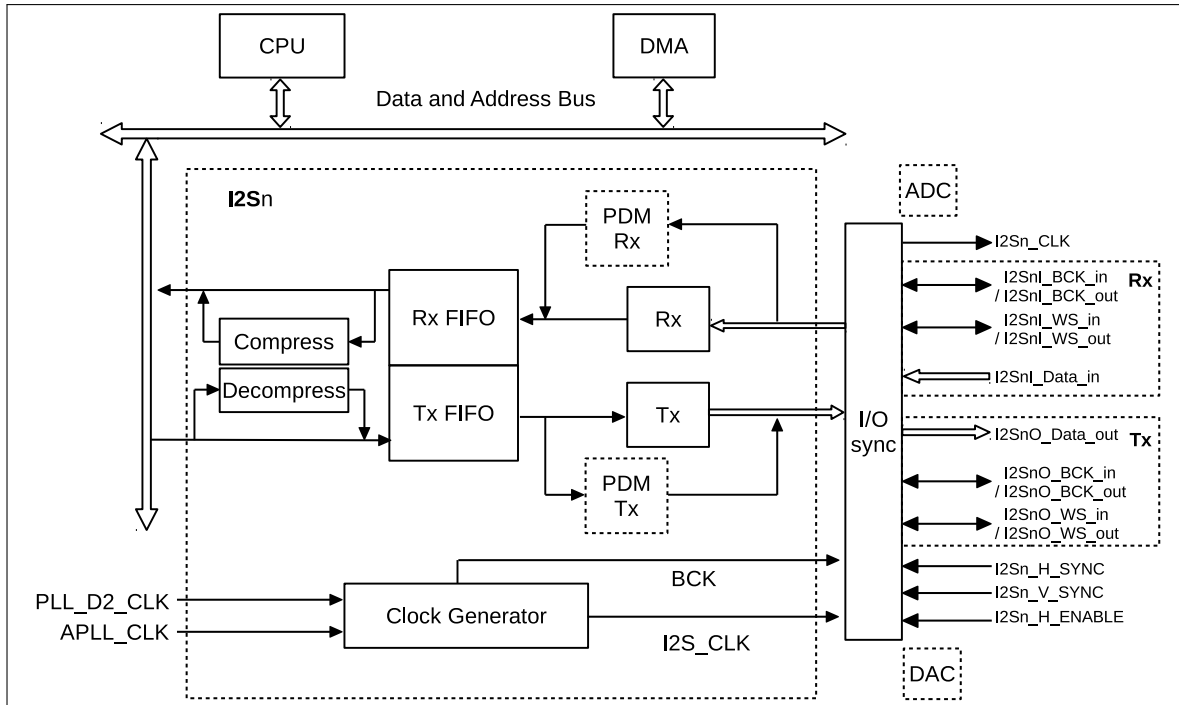 CPU
DMA
Data and Address Bus
I2Sn
ADC
PDM
Rx
I2Sn_CLK
I2SnI_BCK_in
/ I2SnI_BCK_out
Rx
Rx FIFO
Rx
I2SnI_WS_in
/ I2SnI_WS_out
Compress
I2SnI_Data_in
Decompress
Tx FIFO
Tx
I/O
sync
I2SnO_Data_out
Tx
PDM
Tx
I2SnO_BCK_in
/ I2SnO_BCK_out
I2SnO_WS_in
/ I2SnO_WS_out
BCK
I2Sn_H_SYNC
PLL_D2_CLK
Clock Generator
I2Sn_V_SYNC
APLL_CLK
I2S_CLK
I2Sn_H_ENABLE
DAC